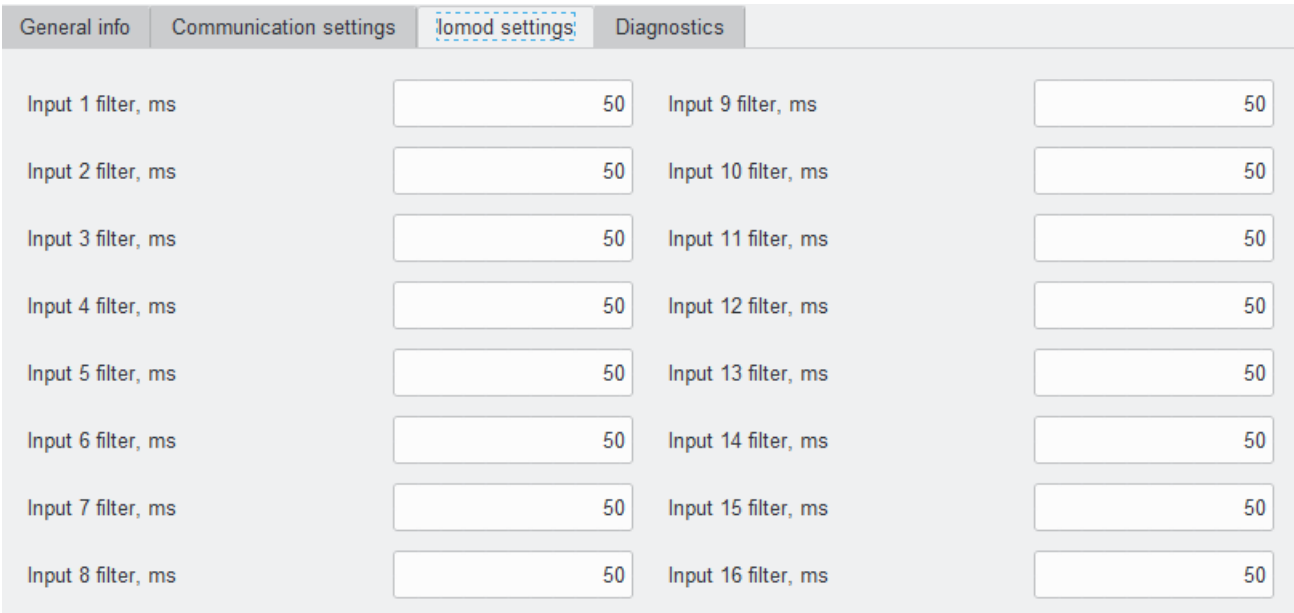 General info Communication settings Iomod settings Diagnostics
Input 1 filter, ms 50 Input 9 filter, ms 50
Input 2 filter, ms 50 Input 10 filter, ms 50
Input 3 filter, ms 50 Input 11 filter, ms 50
Input 4 filter, ms 50 Input 12 filter, ms 50
Input 5 filter, ms 50 Input 13 filter, ms 50
Input 6 filter, ms 50 Input 14 filter, ms 50
Input 7 filter, ms 50 Input 15 filter, ms 50
Input 8 filter, ms 50 Input 16 filter, ms 50